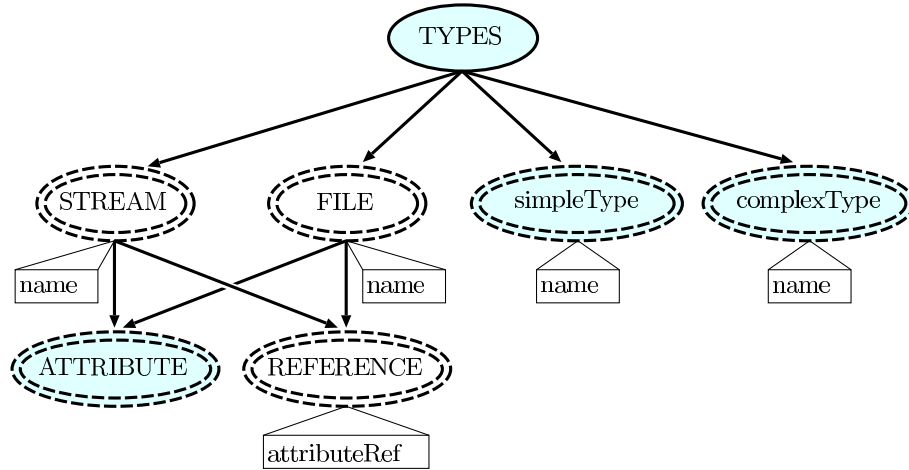 TYPES
STREAM
FILE
simpleType
complexType
name
name
name
name
ATTRIBUTE
REFERENCE
attributeRef